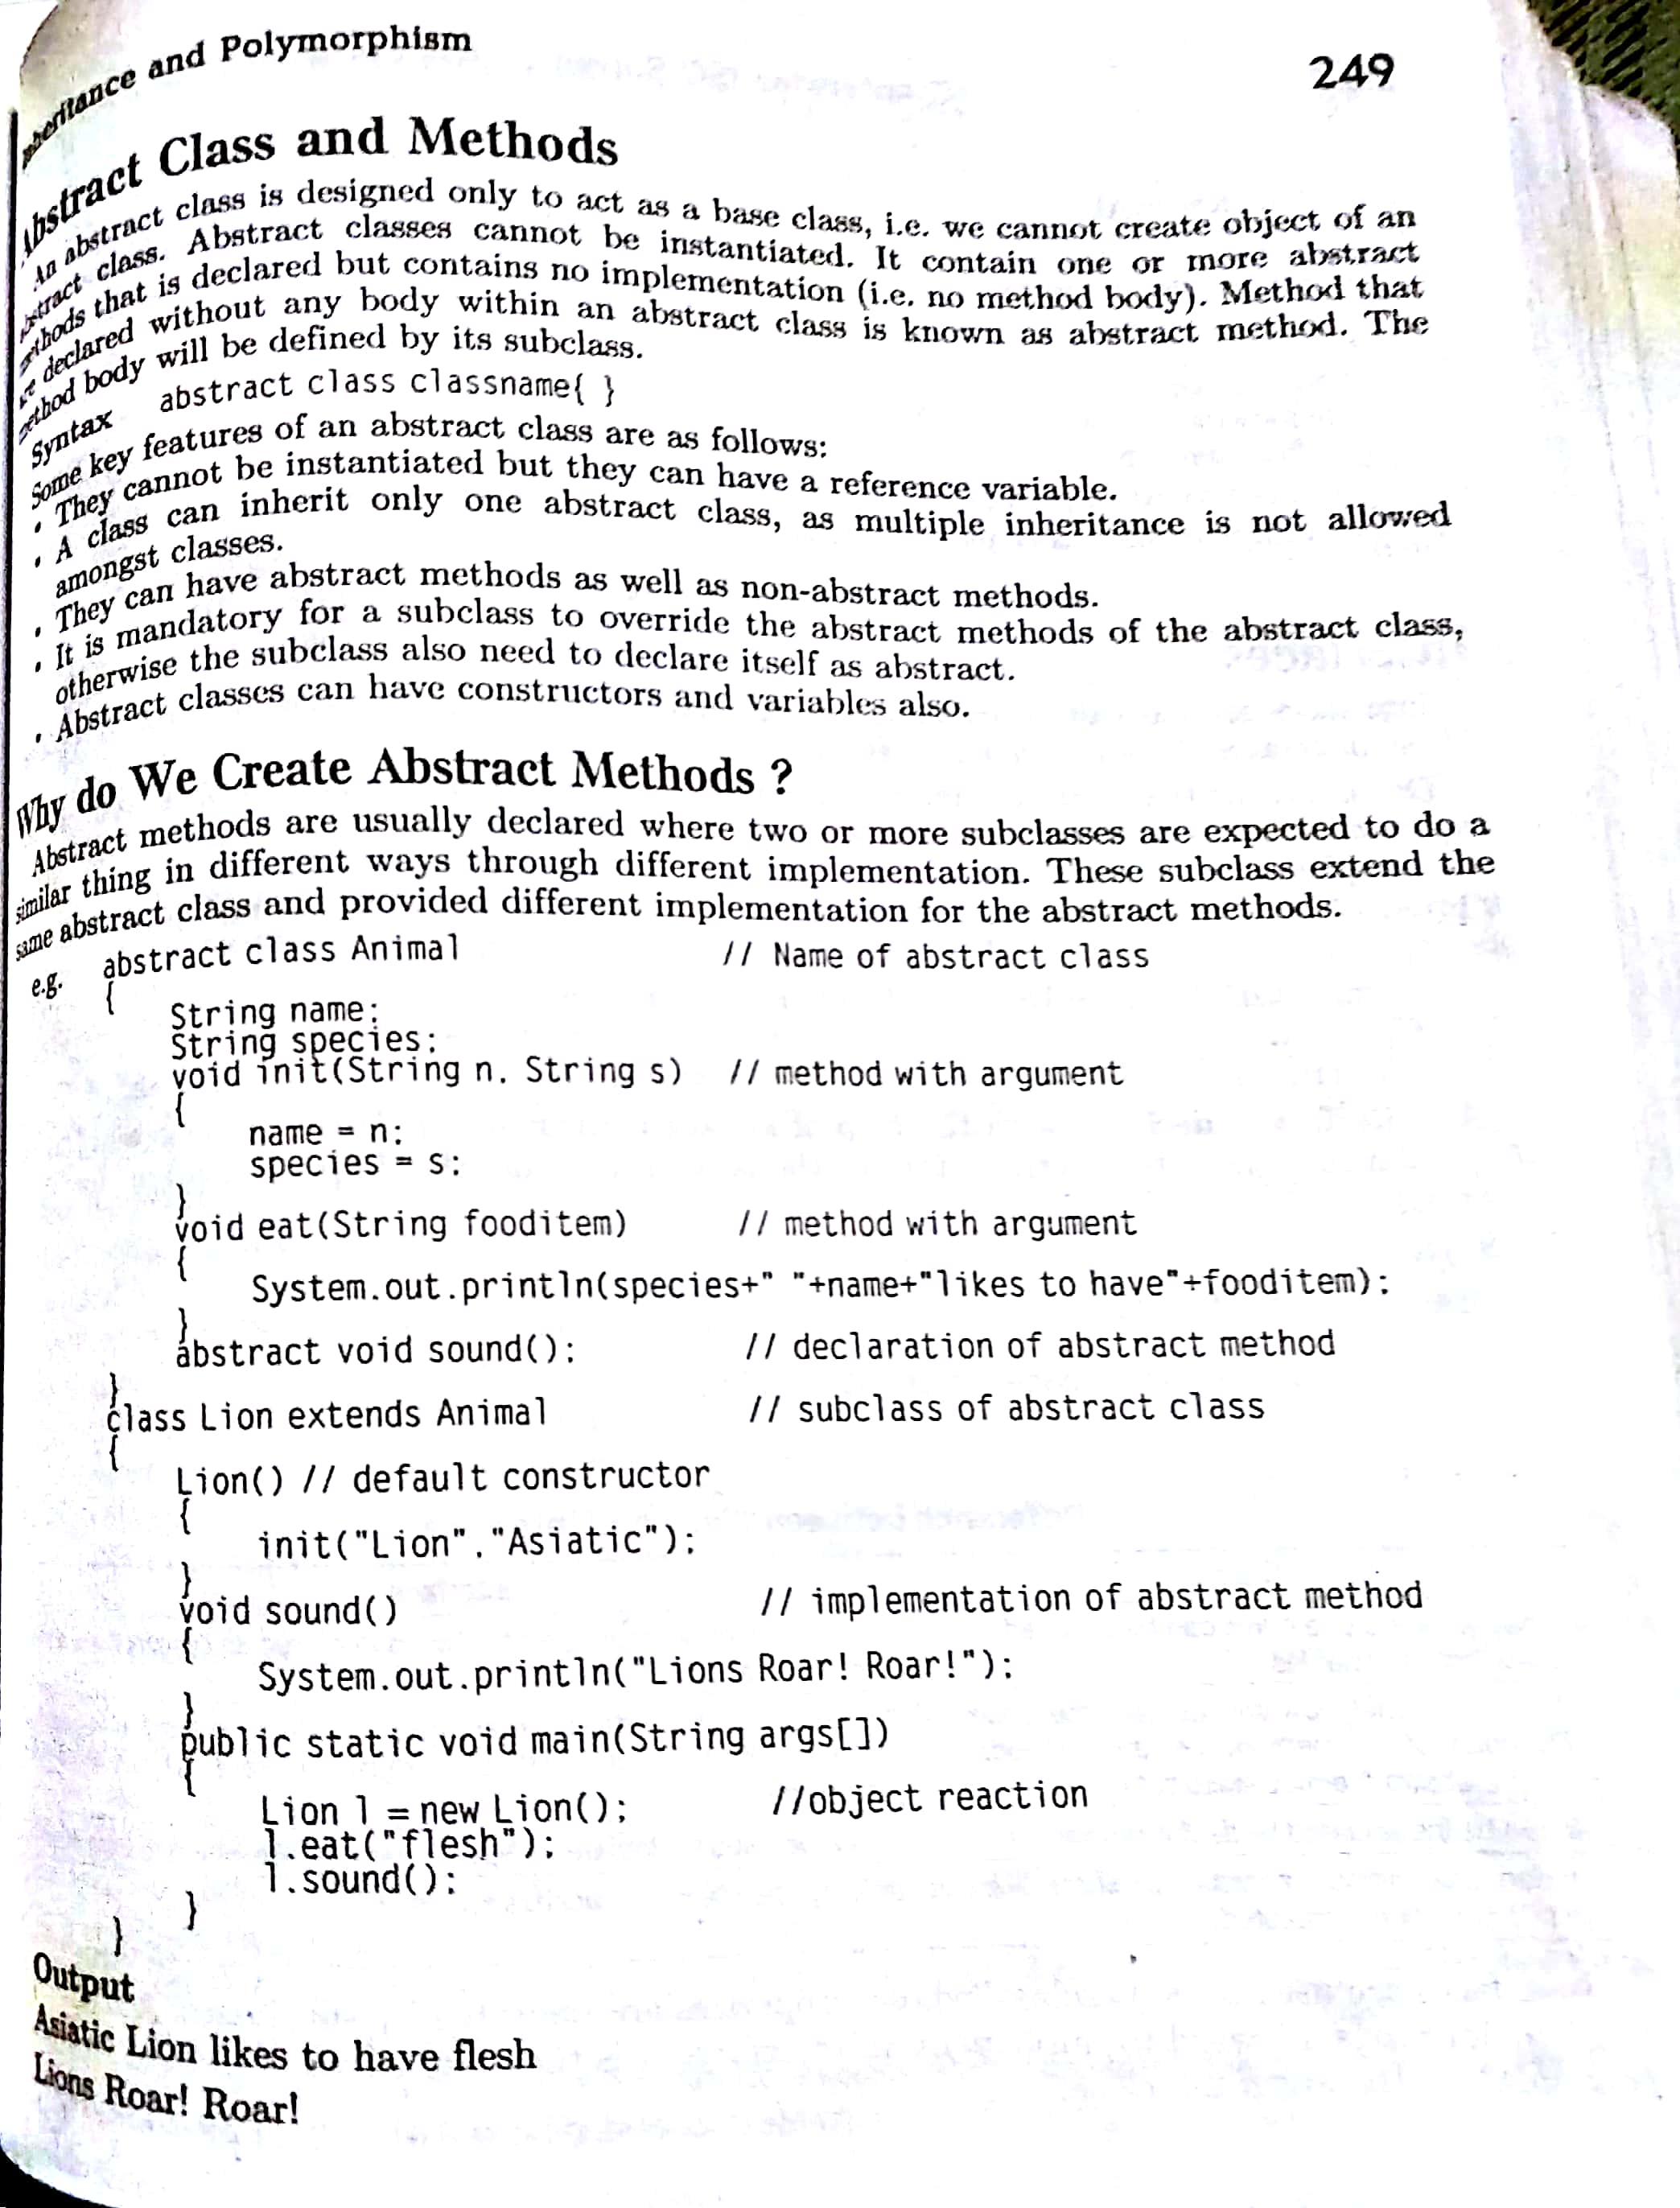 Inheritance and Polymorphism
249
Abstract Class and Methods
An abstract class is designed only to act as a base class, i.e. we cannot create object of an
abstract class. Abstract classes cannot be instantiated. It contain one or more abstract
methods that is declared but contains no implementation (i.e. no method body). Method that
declared without any body within an abstract class is known as abstract method. The
method body will be defined by its subclass.
Syntax abstract class classname{ }
Some key features of an abstract class are as follows:
• They cannot be instantiated but they can have a reference variable.
• A class can inherit only one abstract class, as multiple inheritance is not allowed
amongst classes.
• They can have abstract methods as well as non-abstract methods.
• It is mandatory for a subclass to override the abstract methods of the abstract class,
otherwise the subclass also need to declare itself as abstract.
• Abstract classes can have constructors and variables also.
Why do We Create Abstract Methods ?
Abstract methods are usually declared where two or more subclasses are expected to do a
similar thing in different ways through different implementation. These subclass extend the
same abstract class and provided different implementation for the abstract methods.
e.g. abstract class Animal // Name of abstract class
{
String name;
String species;
void init(String n, String s) // method with argument
{
name = n;
species = s;
}
void eat(String fooditem) // method with argument
{
System.out.println(species+" "+name+"likes to have"+fooditem);
}
abstract void sound(); // declaration of abstract method
}
class Lion extends Animal // subclass of abstract class
{
Lion() // default constructor
{
init("Lion","Asiatic");
}
void sound() // implementation of abstract method
{
System.out.println("Lions Roar! Roar!");
}
public static void main(String args[])
{
Lion l = new Lion(); //object reaction
l.eat("flesh");
l.sound();
}
}
Output
Asiatic Lion likes to have flesh
Lions Roar! Roar!